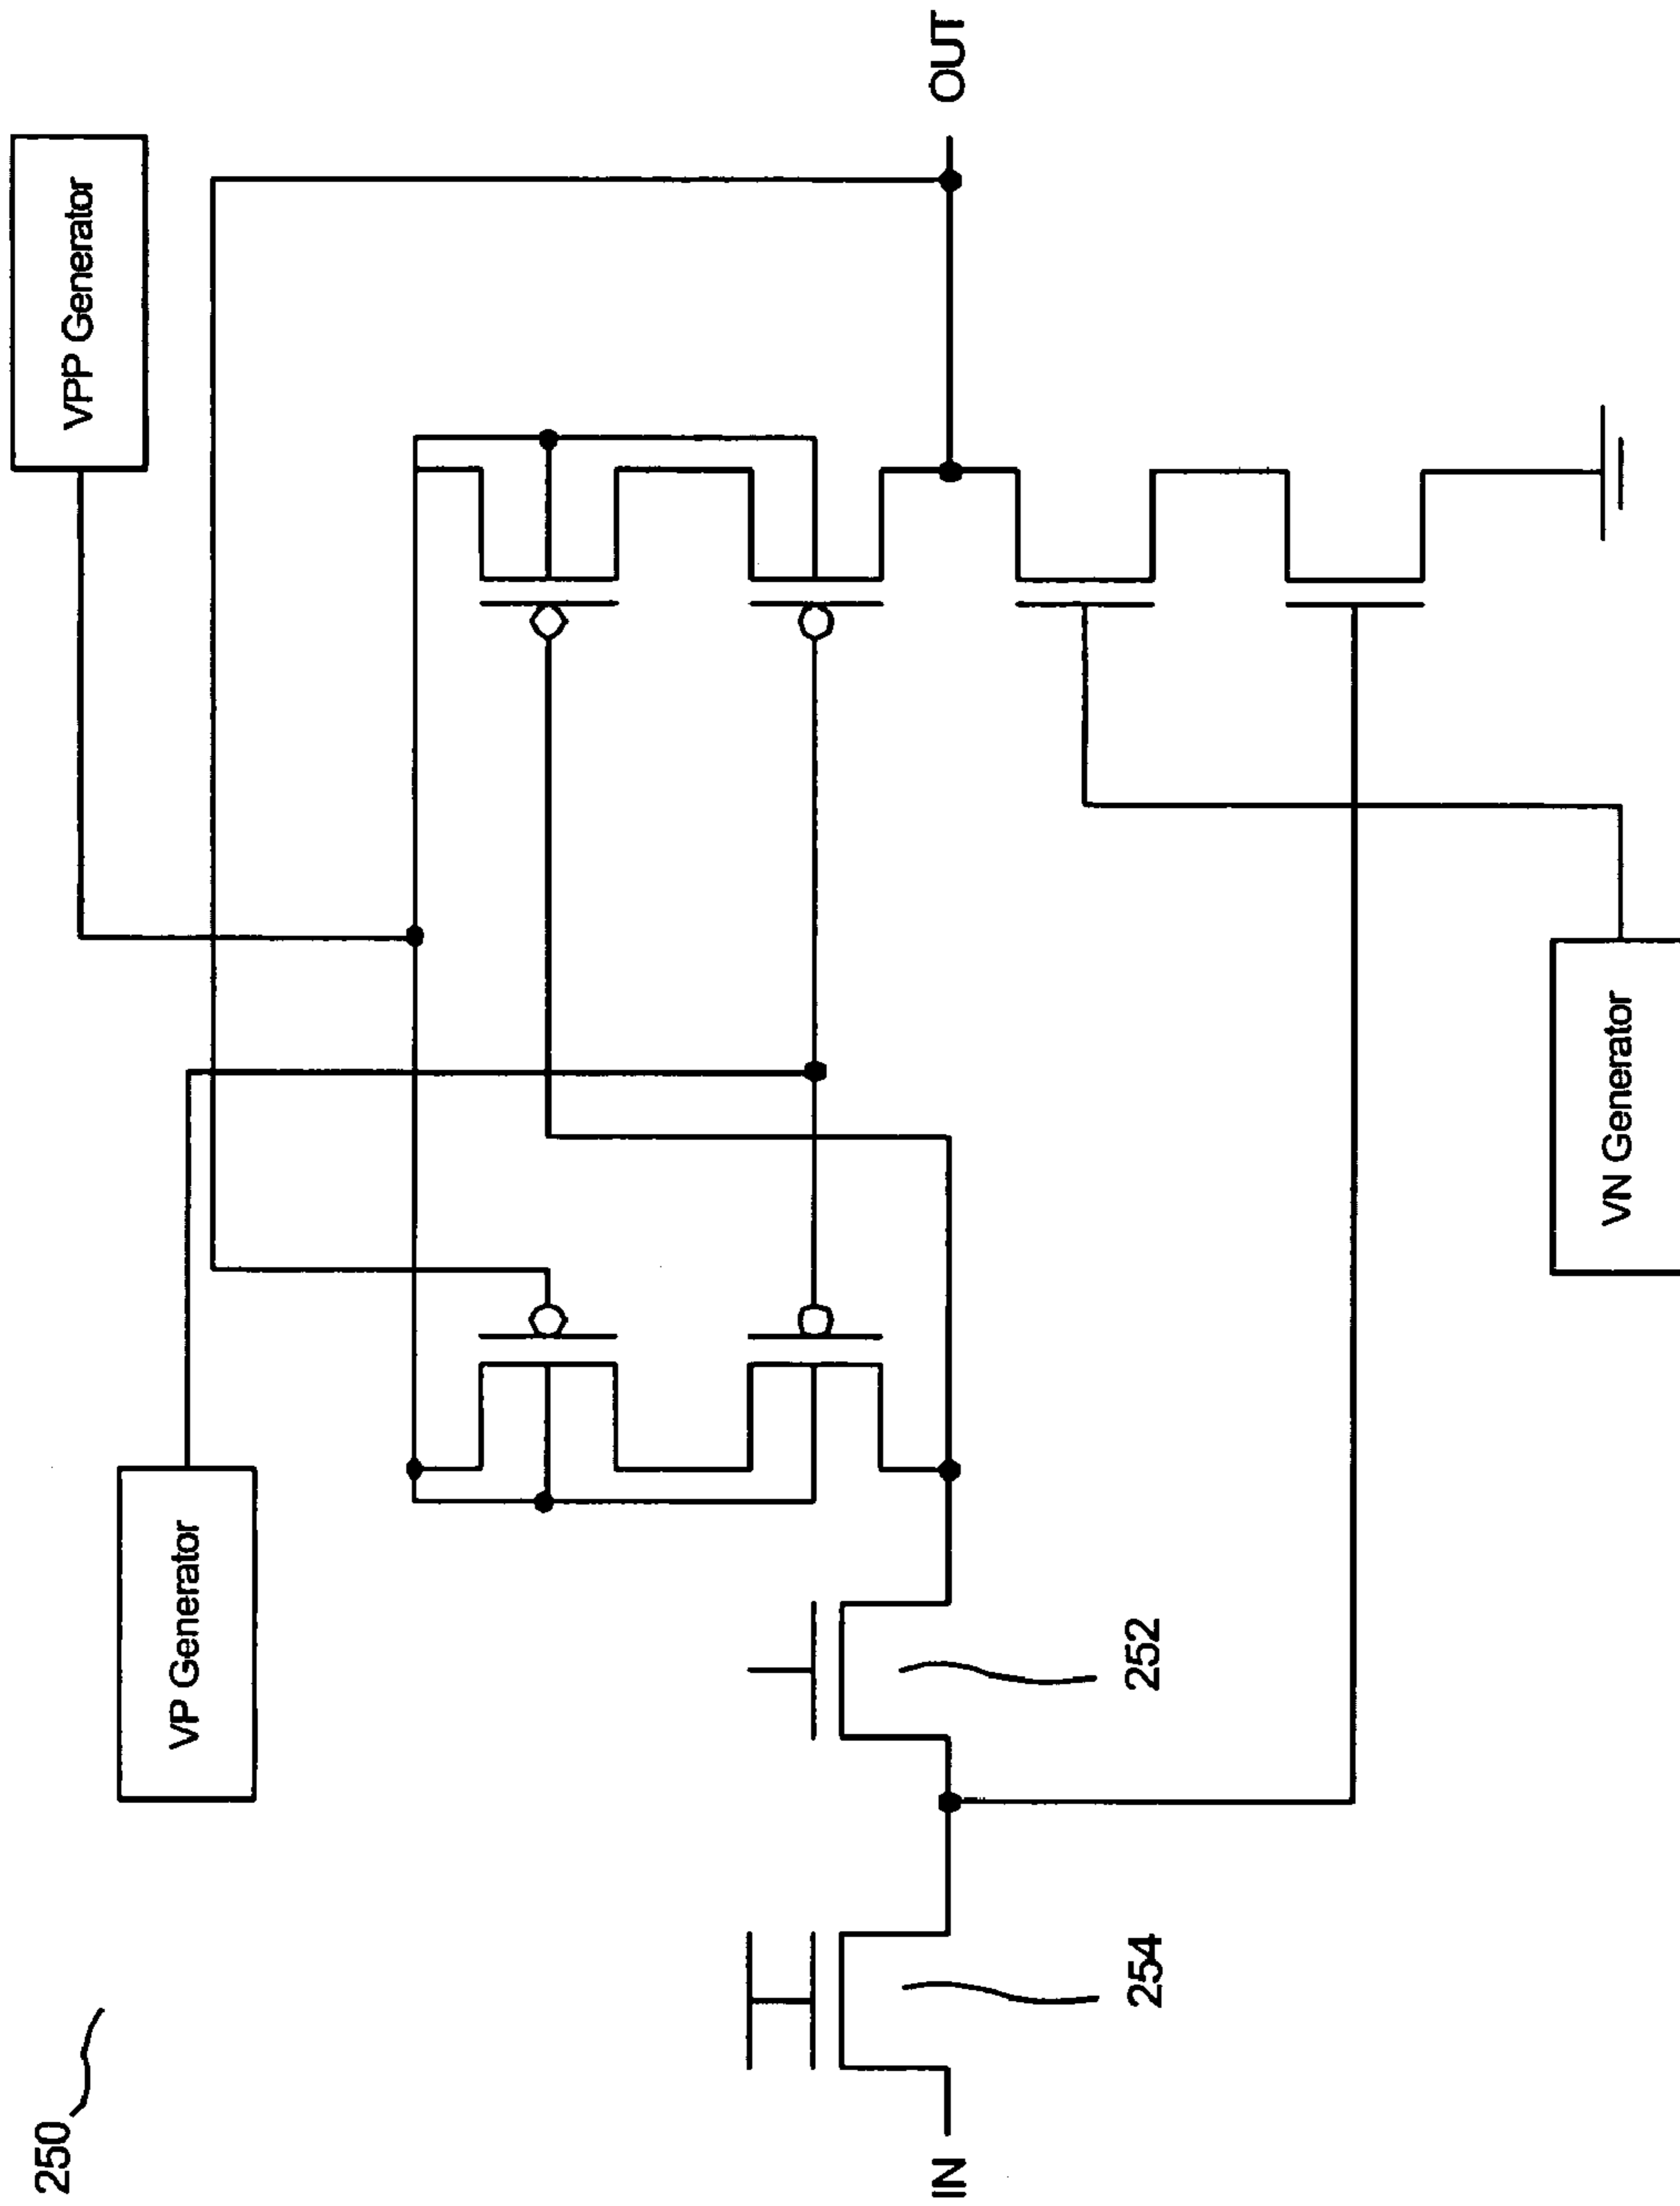 250
VP Generator
VPP Generator
IN
254
252
OUT
VN Generator